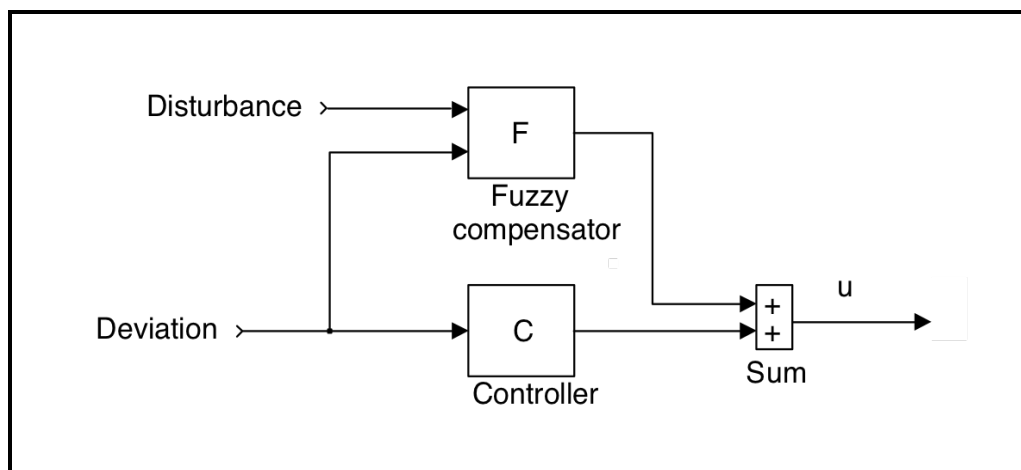 Disturbance
F
Fuzzy
compensator
Deviation
C
Controller
+
+
Sum
u